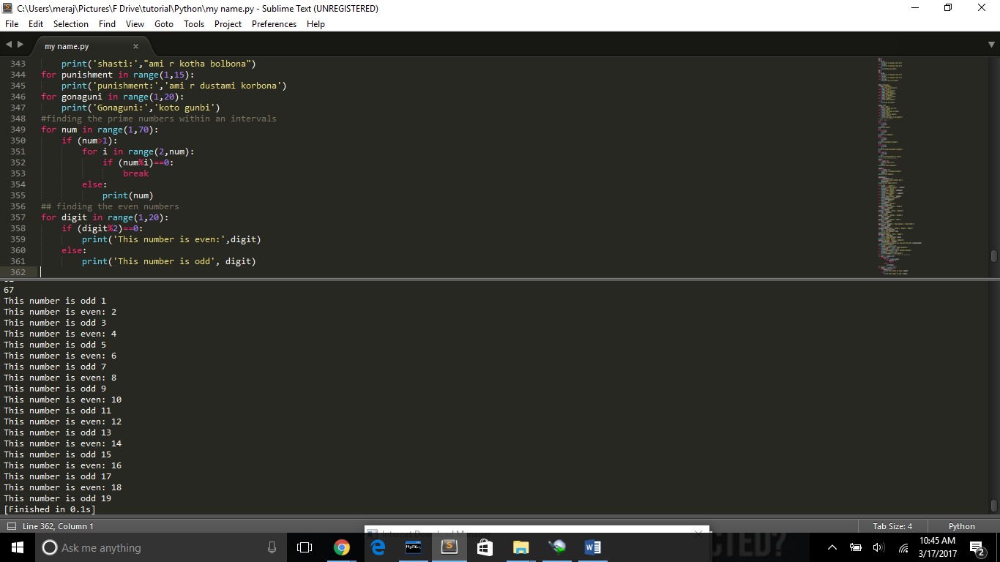 C:\Users\meraj\Pictures\F Drive\tutorial\Python\my name.py - Sublime Text (UNREGISTERED)
File Edit Selection Find View Goto Tools Project Preferences Help
my name.py
343 print('shasti:',"ami r kotha bolbona")
344 for punishment in range(1,15):
345 print('punishment:','ami r dustami korbona')
346 for gonaguni in range(1,20):
347 print('Gonaguni:','koto gunbi')
348 #finding the prime numbers within an intervals
349 for num in range(1,70):
350 if (num>1):
351 for i in range(2,num):
352 if (num%i)==0:
353 break
354 else:
355 print(num)
356 ## finding the even numbers
357 for digit in range(1,20):
358 if (digit%2)==0:
359 print('This number is even:',digit)
360 else:
361 print('This number is odd', digit)
362
67
This number is odd 1
This number is even: 2
This number is odd 3
This number is even: 4
This number is odd 5
This number is even: 6
This number is odd 7
This number is even: 8
This number is odd 9
This number is even: 10
This number is odd 11
This number is even: 12
This number is odd 13
This number is even: 14
This number is odd 15
This number is even: 16
This number is odd 17
This number is even: 18
This number is odd 19
[Finished in 0.1s]
Line 362, Column 1
Tab Size: 4
Python
Internet Download
Ask me anything
MySQL
CTED?
10:45 AM
3/17/2017
2